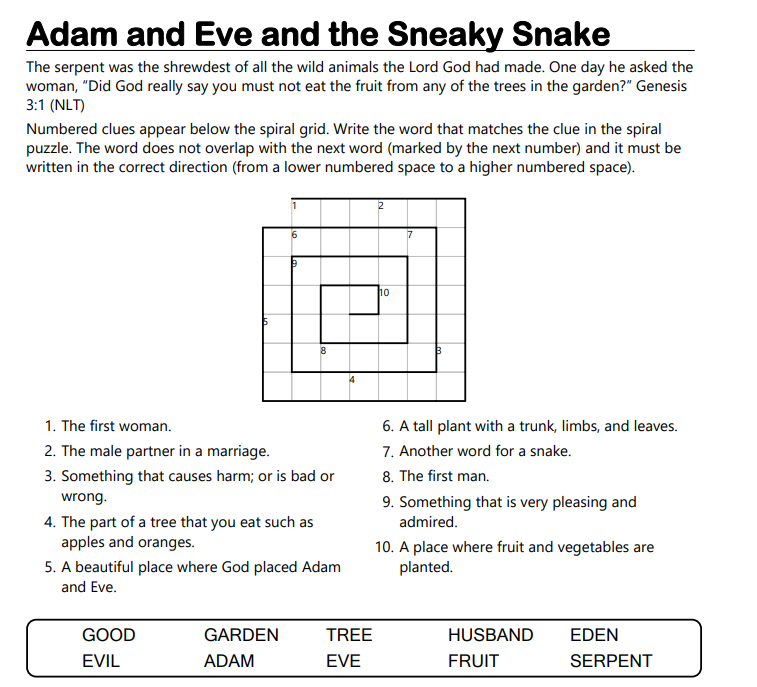 Adam and Eve and the Sneaky Snake
The serpent was the shrewdest of all the wild animals the Lord God had made. One day he asked the
woman, "Did God really say you must not eat the fruit from any of the trees in the garden?" Genesis
3:1 (NLT)
Numbered clues appear below the spiral grid. Write the word that matches the clue in the spiral
puzzle. The word does not overlap with the next word (marked by the next number) and it must be
written in the correct direction (from a lower numbered space to a higher numbered space).
1 2
6 7
9
10
5
8 3
4
1. The first woman.
2. The male partner in a marriage.
3. Something that causes harm; or is bad or
wrong.
4. The part of a tree that you eat such as
apples and oranges.
5. A beautiful place where God placed Adam
and Eve.
6. A tall plant with a trunk, limbs, and leaves.
7. Another word for a snake.
8. The first man.
9. Something that is very pleasing and
admired.
10. A place where fruit and vegetables are
planted.
GOOD GARDEN TREE HUSBAND EDEN
EVIL ADAM EVE FRUIT SERPENT